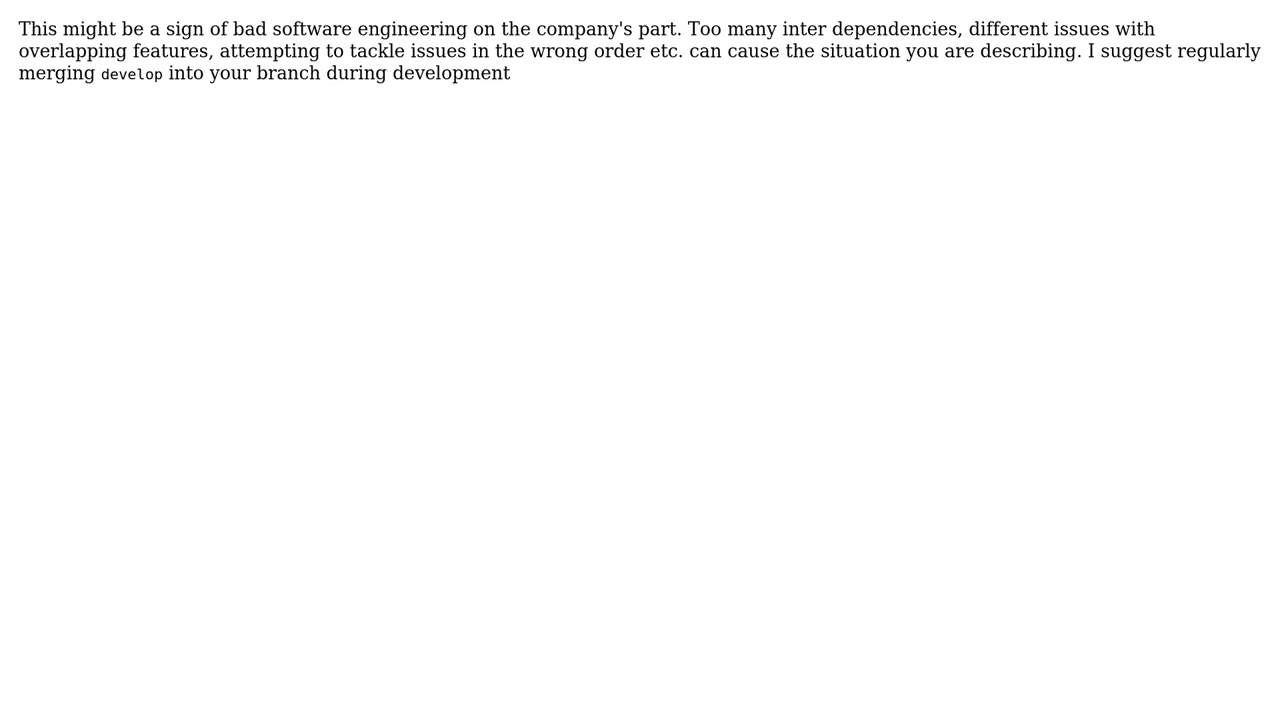 This might be a sign of bad software engineering on the company's part. Too many inter dependencies, different issues with
overlapping features, attempting to tackle issues in the wrong order etc. can cause the situation you are describing. I suggest regularly
merging develop into your branch during development